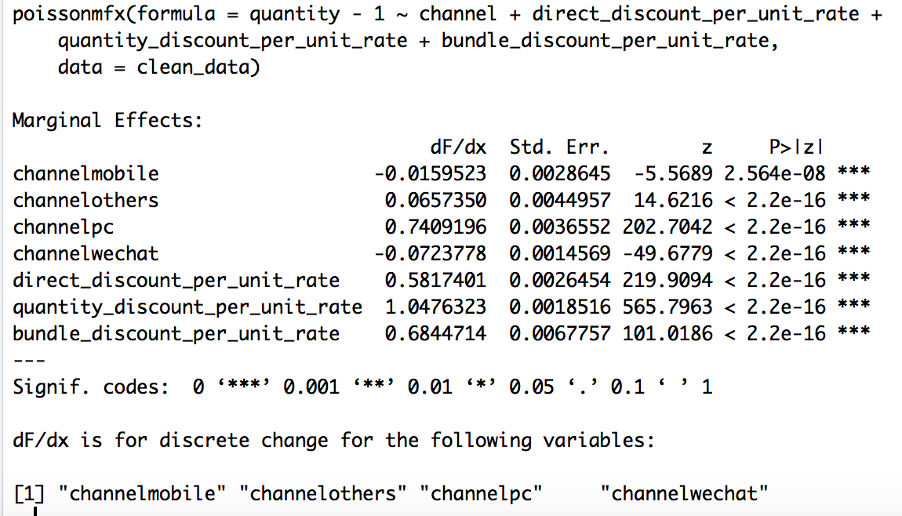 poissonmfx(formula = quantity - 1 ~ channel + direct_discount_per_unit_rate +
    quantity_discount_per_unit_rate + bundle_discount_per_unit_rate,
    data = clean_data)
Marginal Effects:
                                     dF/dx  Std. Err.        z     P>|z|
channelmobile                   -0.0159523  0.0028645  -5.5689 2.564e-08 ***
channelothers                    0.0657350  0.0044957  14.6216 < 2.2e-16 ***
channelpc                        0.7409196  0.0036552 202.7042 < 2.2e-16 ***
channelwechat                   -0.0723778  0.0014569 -49.6779 < 2.2e-16 ***
direct_discount_per_unit_rate    0.5817401  0.0026454 219.9094 < 2.2e-16 ***
quantity_discount_per_unit_rate  1.0476323  0.0018516 565.7963 < 2.2e-16 ***
bundle_discount_per_unit_rate    0.6844714  0.0067757 101.0186 < 2.2e-16 ***
---
Signif. codes:  0 ‘***’ 0.001 ‘**’ 0.01 ‘*’ 0.05 ‘.’ 0.1 ‘ ’ 1
dF/dx is for discrete change for the following variables:
[1] "channelmobile" "channelothers" "channelpc"     "channelwechat"